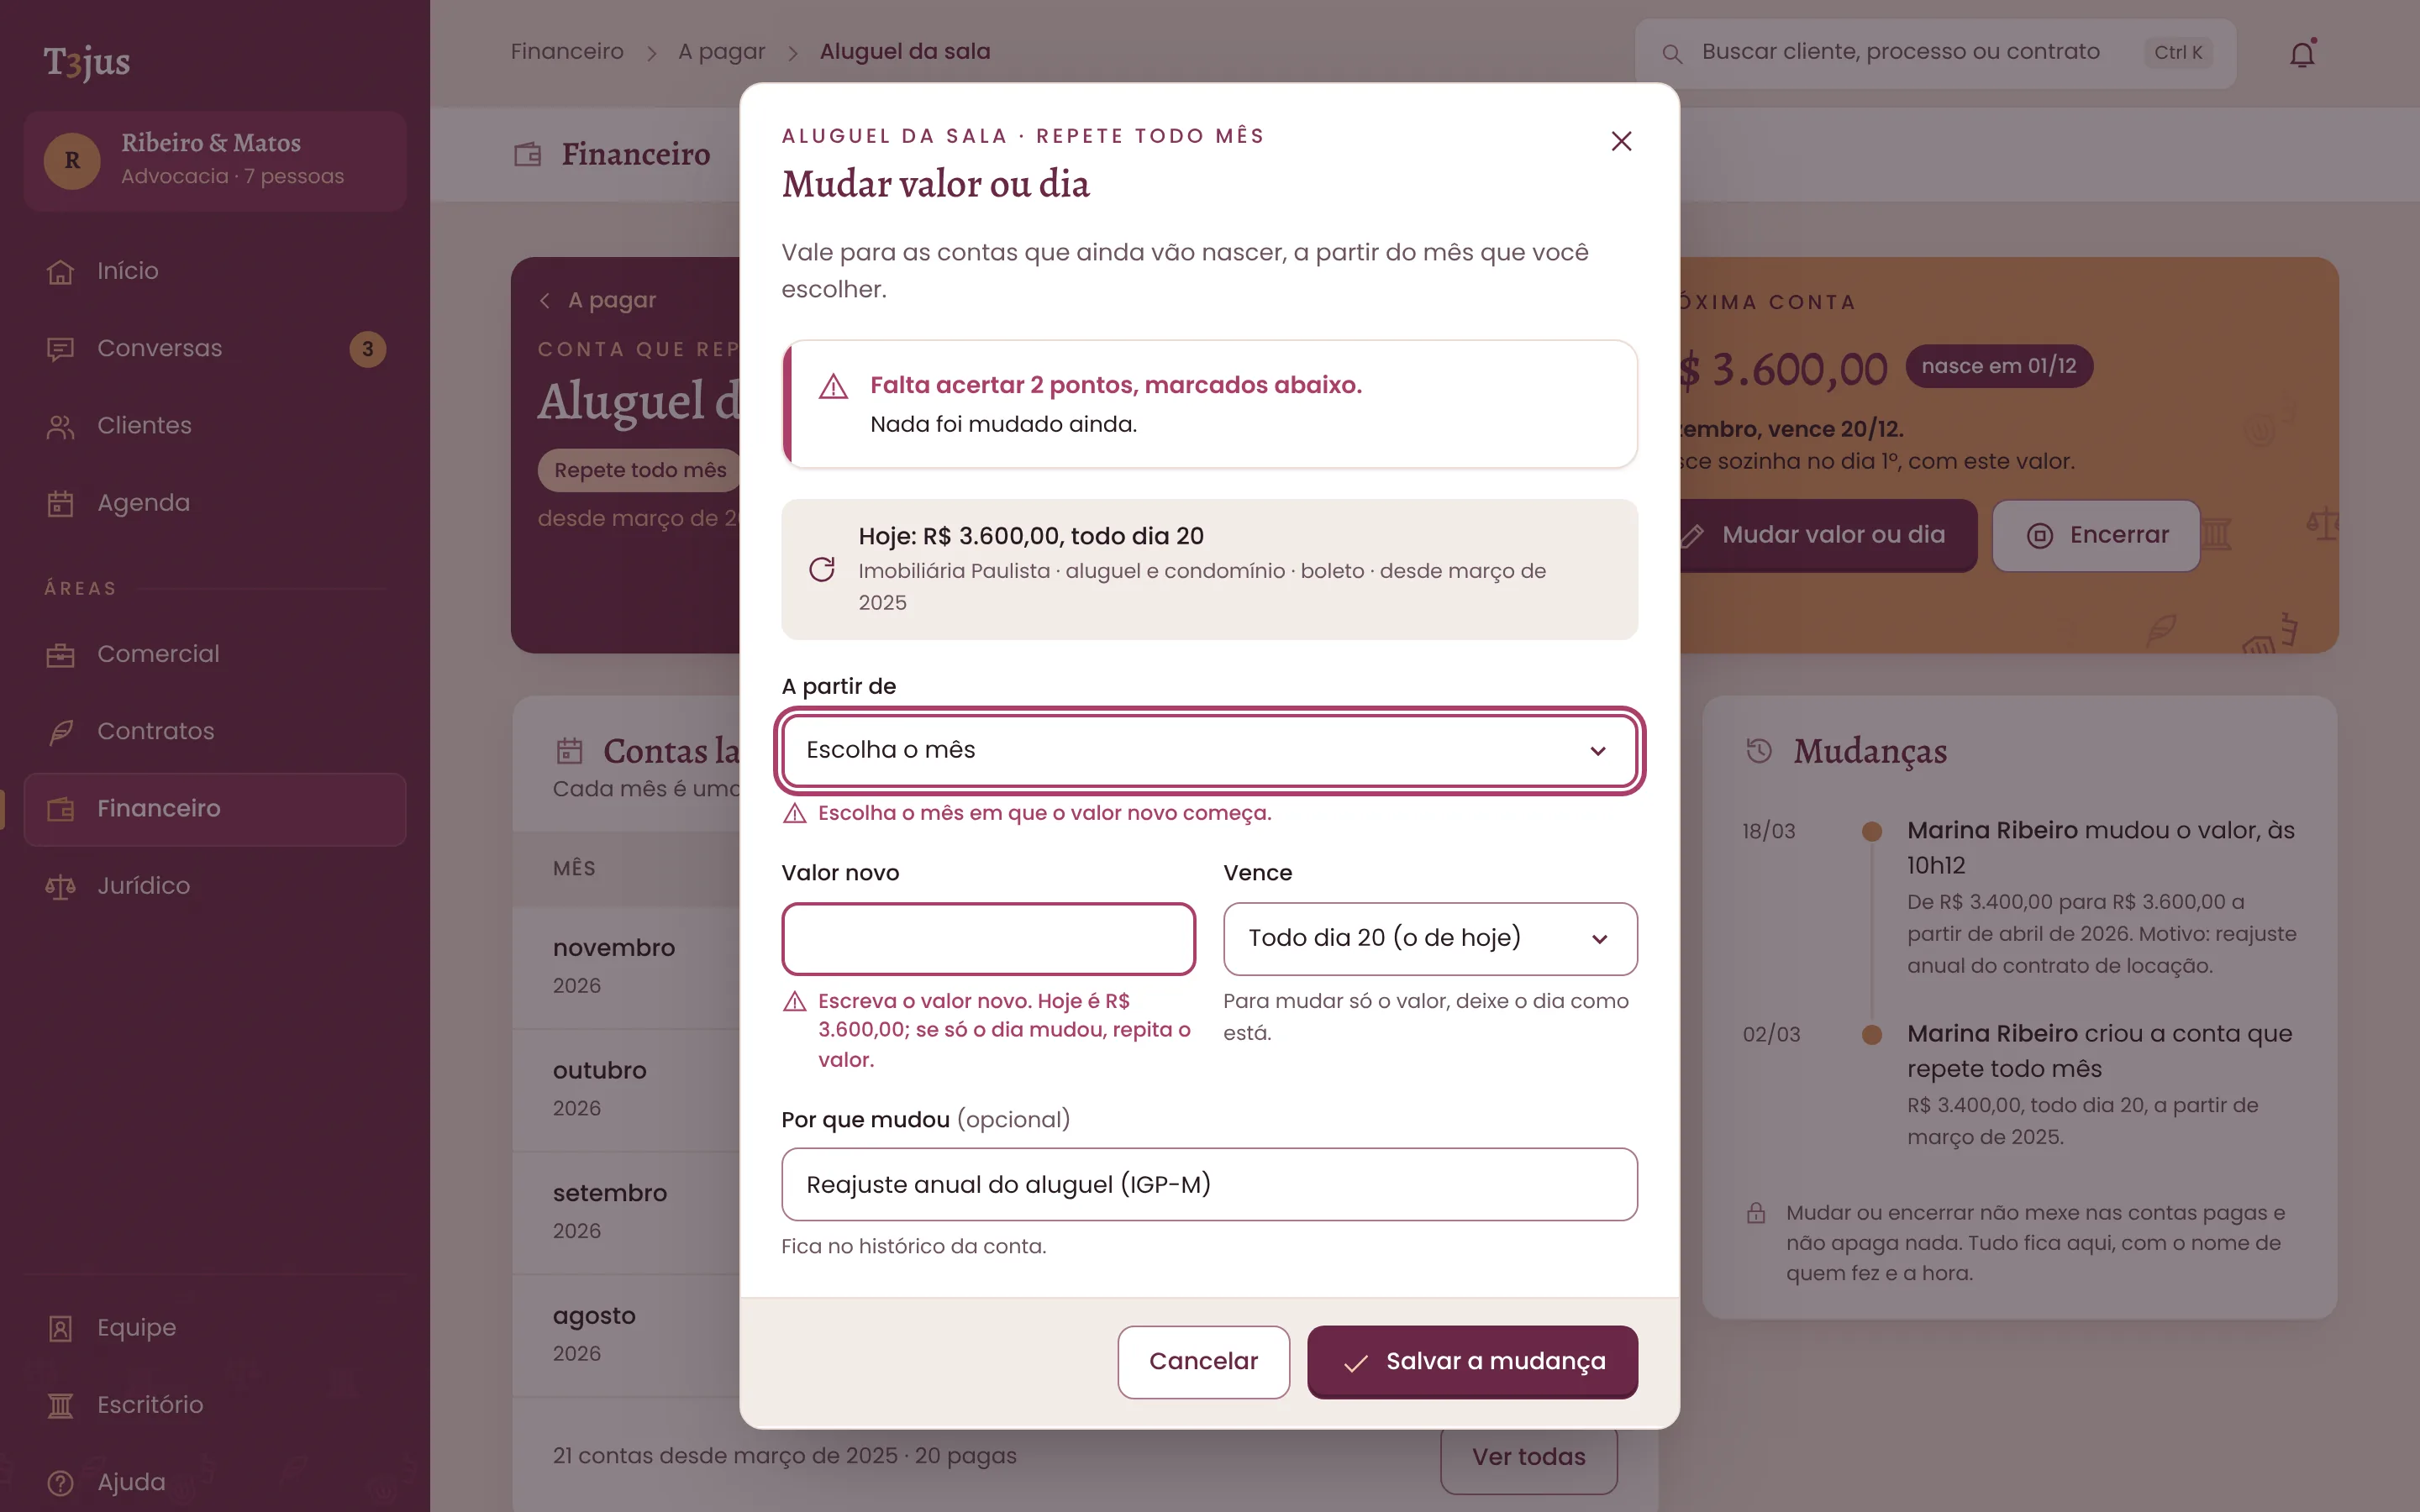 T3jus
R
Ribeiro & Matos
Advocacia · 7 pessoas
Início
Conversas
3
Clientes
Agenda
ÁREAS
Comercial
Contratos
Financeiro
Jurídico
Equipe
Escritório
Ajuda
Financeiro
A pagar
Aluguel da sala
Buscar cliente, processo ou contrato
Ctrl K
Financeiro
A pagar
CONTA QUE REP
Aluguel d
Repete todo mês
desde março de 20
ÓXIMA CONTA
$ 3.600,00
nasce em 01/12
zembro, vence 20/12.
sce sozinha no dia 1º, com este valor.
Mudar valor ou dia
Encerrar
Contas la
Cada mês é uma
MÊS
novembro
2026
outubro
2026
setembro
2026
agosto
2026
21 contas desde março de 2025 · 20 pagas
Ver todas
Mudanças
18/03
Marina Ribeiro mudou o valor, às
10h12
De R$ 3.400,00 para R$ 3.600,00 a
partir de abril de 2026. Motivo: reajuste
anual do contrato de locação.
02/03
Marina Ribeiro criou a conta que
repete todo mês
R$ 3.400,00, todo dia 20, a partir de
março de 2025.
Mudar ou encerrar não mexe nas contas pagas e
não apaga nada. Tudo fica aqui, com o nome de
quem fez e a hora.
ALUGUEL DA SALA · REPETE TODO MÊS
Mudar valor ou dia
Vale para as contas que ainda vão nascer, a partir do mês que você
escolher.
Falta acertar 2 pontos, marcados abaixo.
Nada foi mudado ainda.
Hoje: R$ 3.600,00, todo dia 20
Imobiliária Paulista · aluguel e condomínio · boleto · desde março de
2025
A partir de
Escolha o mês
Escolha o mês em que o valor novo começa.
Valor novo
Escreva o valor novo. Hoje é R$
3.600,00; se só o dia mudou, repita o
valor.
Vence
Todo dia 20 (o de hoje)
Para mudar só o valor, deixe o dia como
está.
Por que mudou (opcional)
Reajuste anual do aluguel (IGP-M)
Fica no histórico da conta.
Cancelar
Salvar a mudança